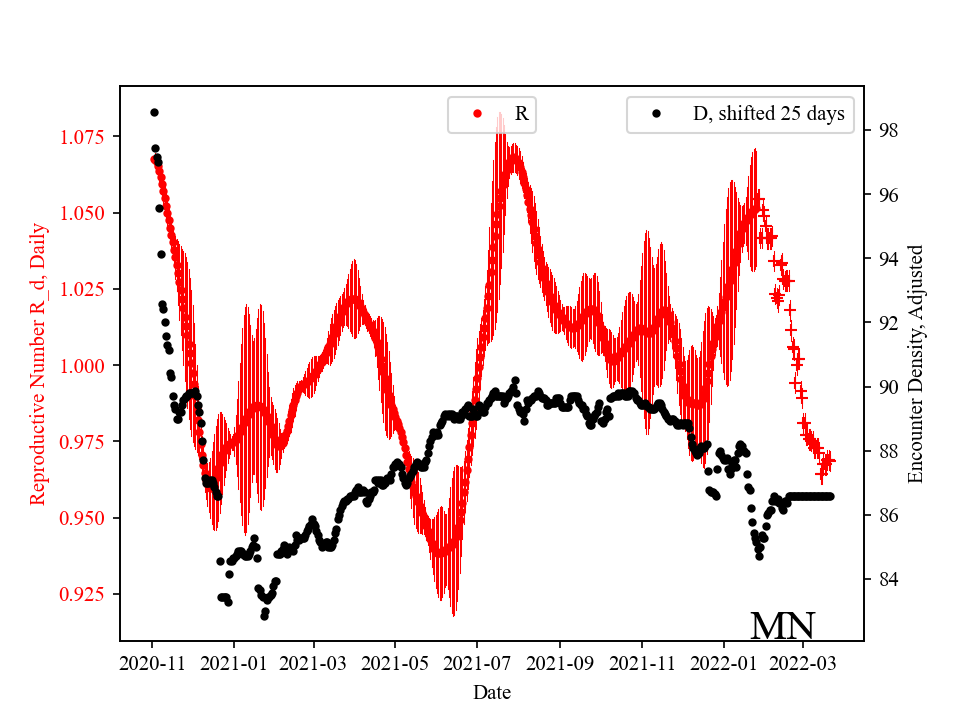 R
D, shifted 25 days
Reproductive Number R_d, Daily
1.075
1.050
1.025
1.000
0.975
0.950
0.925
98
96
94
92
90
88
86
84
Encounter Density, Adjusted
MN
2020-11 2021-01 2021-03 2021-05 2021-07 2021-09 2021-11 2022-01 2022-03
Date